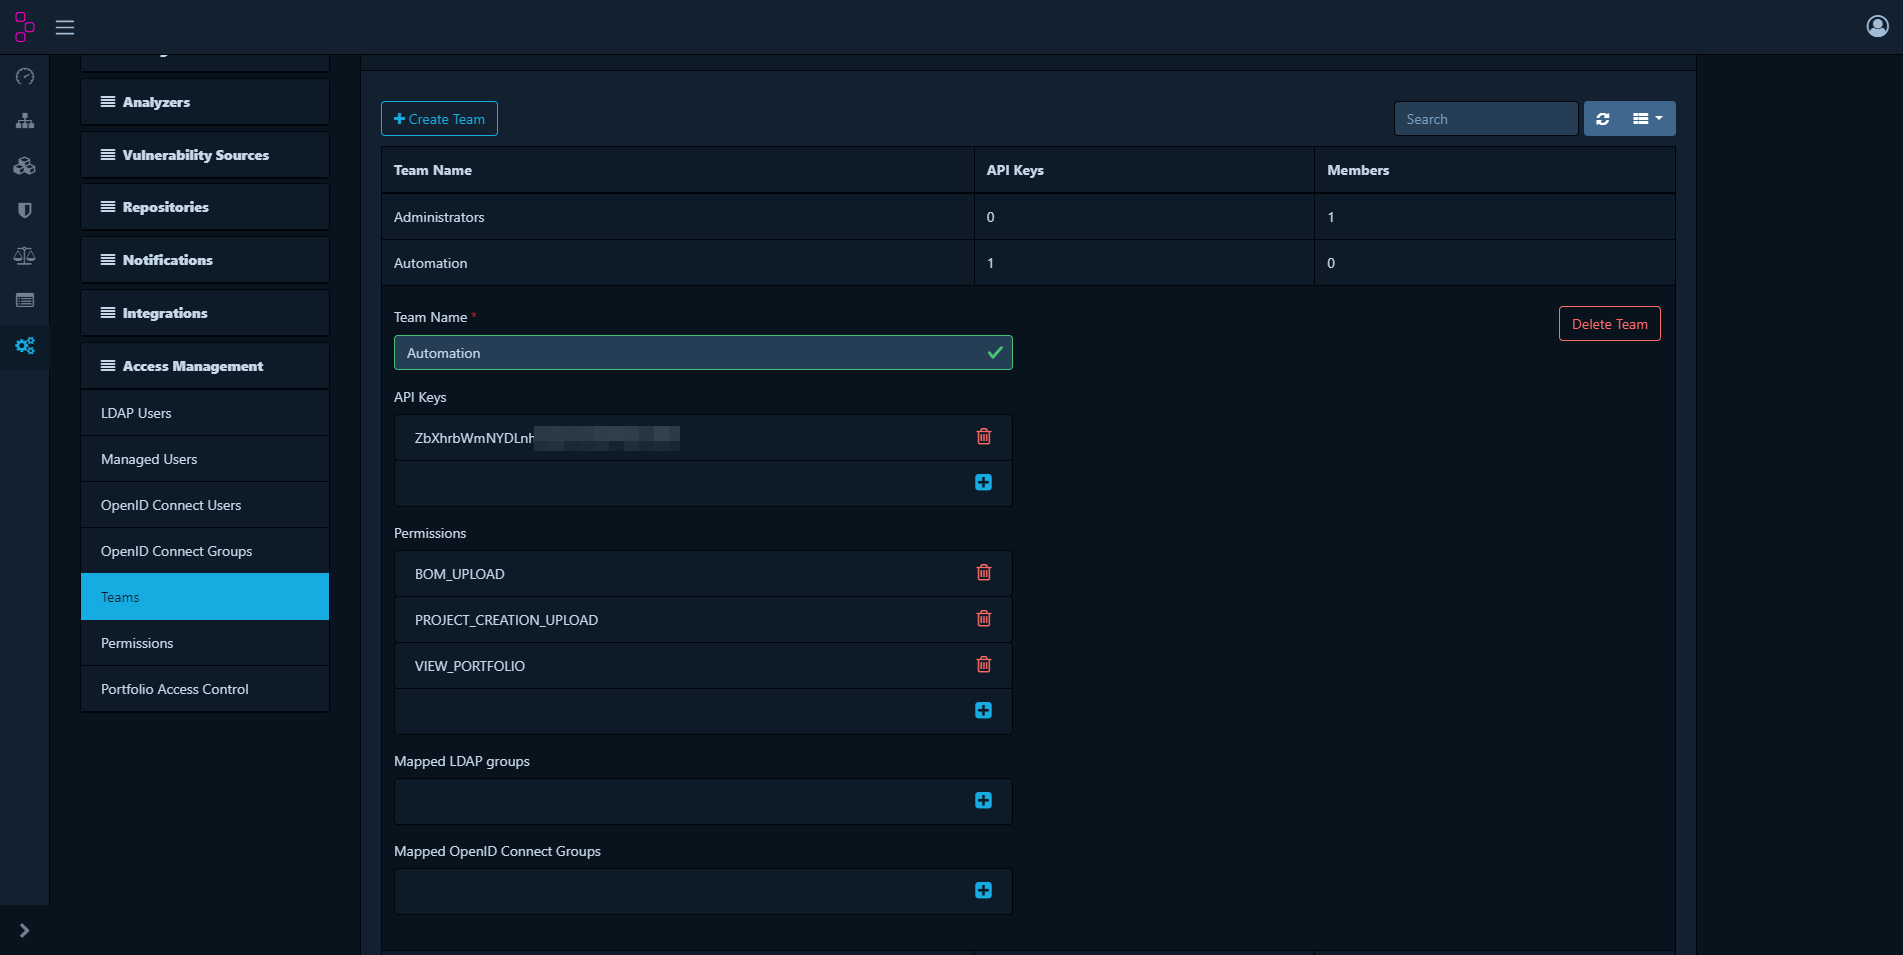 Analyzers
Vulnerability Sources
Repositories
Notifications
Integrations
Access Management
LDAP Users
Managed Users
OpenID Connect Users
OpenID Connect Groups
Teams
Permissions
Portfolio Access Control
Create Team
Search
Team Name API Keys Members
Administrators 0 1
Automation 1 0
Team Name *
Delete Team
Automation
API Keys
ZbXhrbWmNYDLnh
Permissions
BOM_UPLOAD
PROJECT_CREATION_UPLOAD
VIEW_PORTFOLIO
Mapped LDAP groups
Mapped OpenID Connect Groups